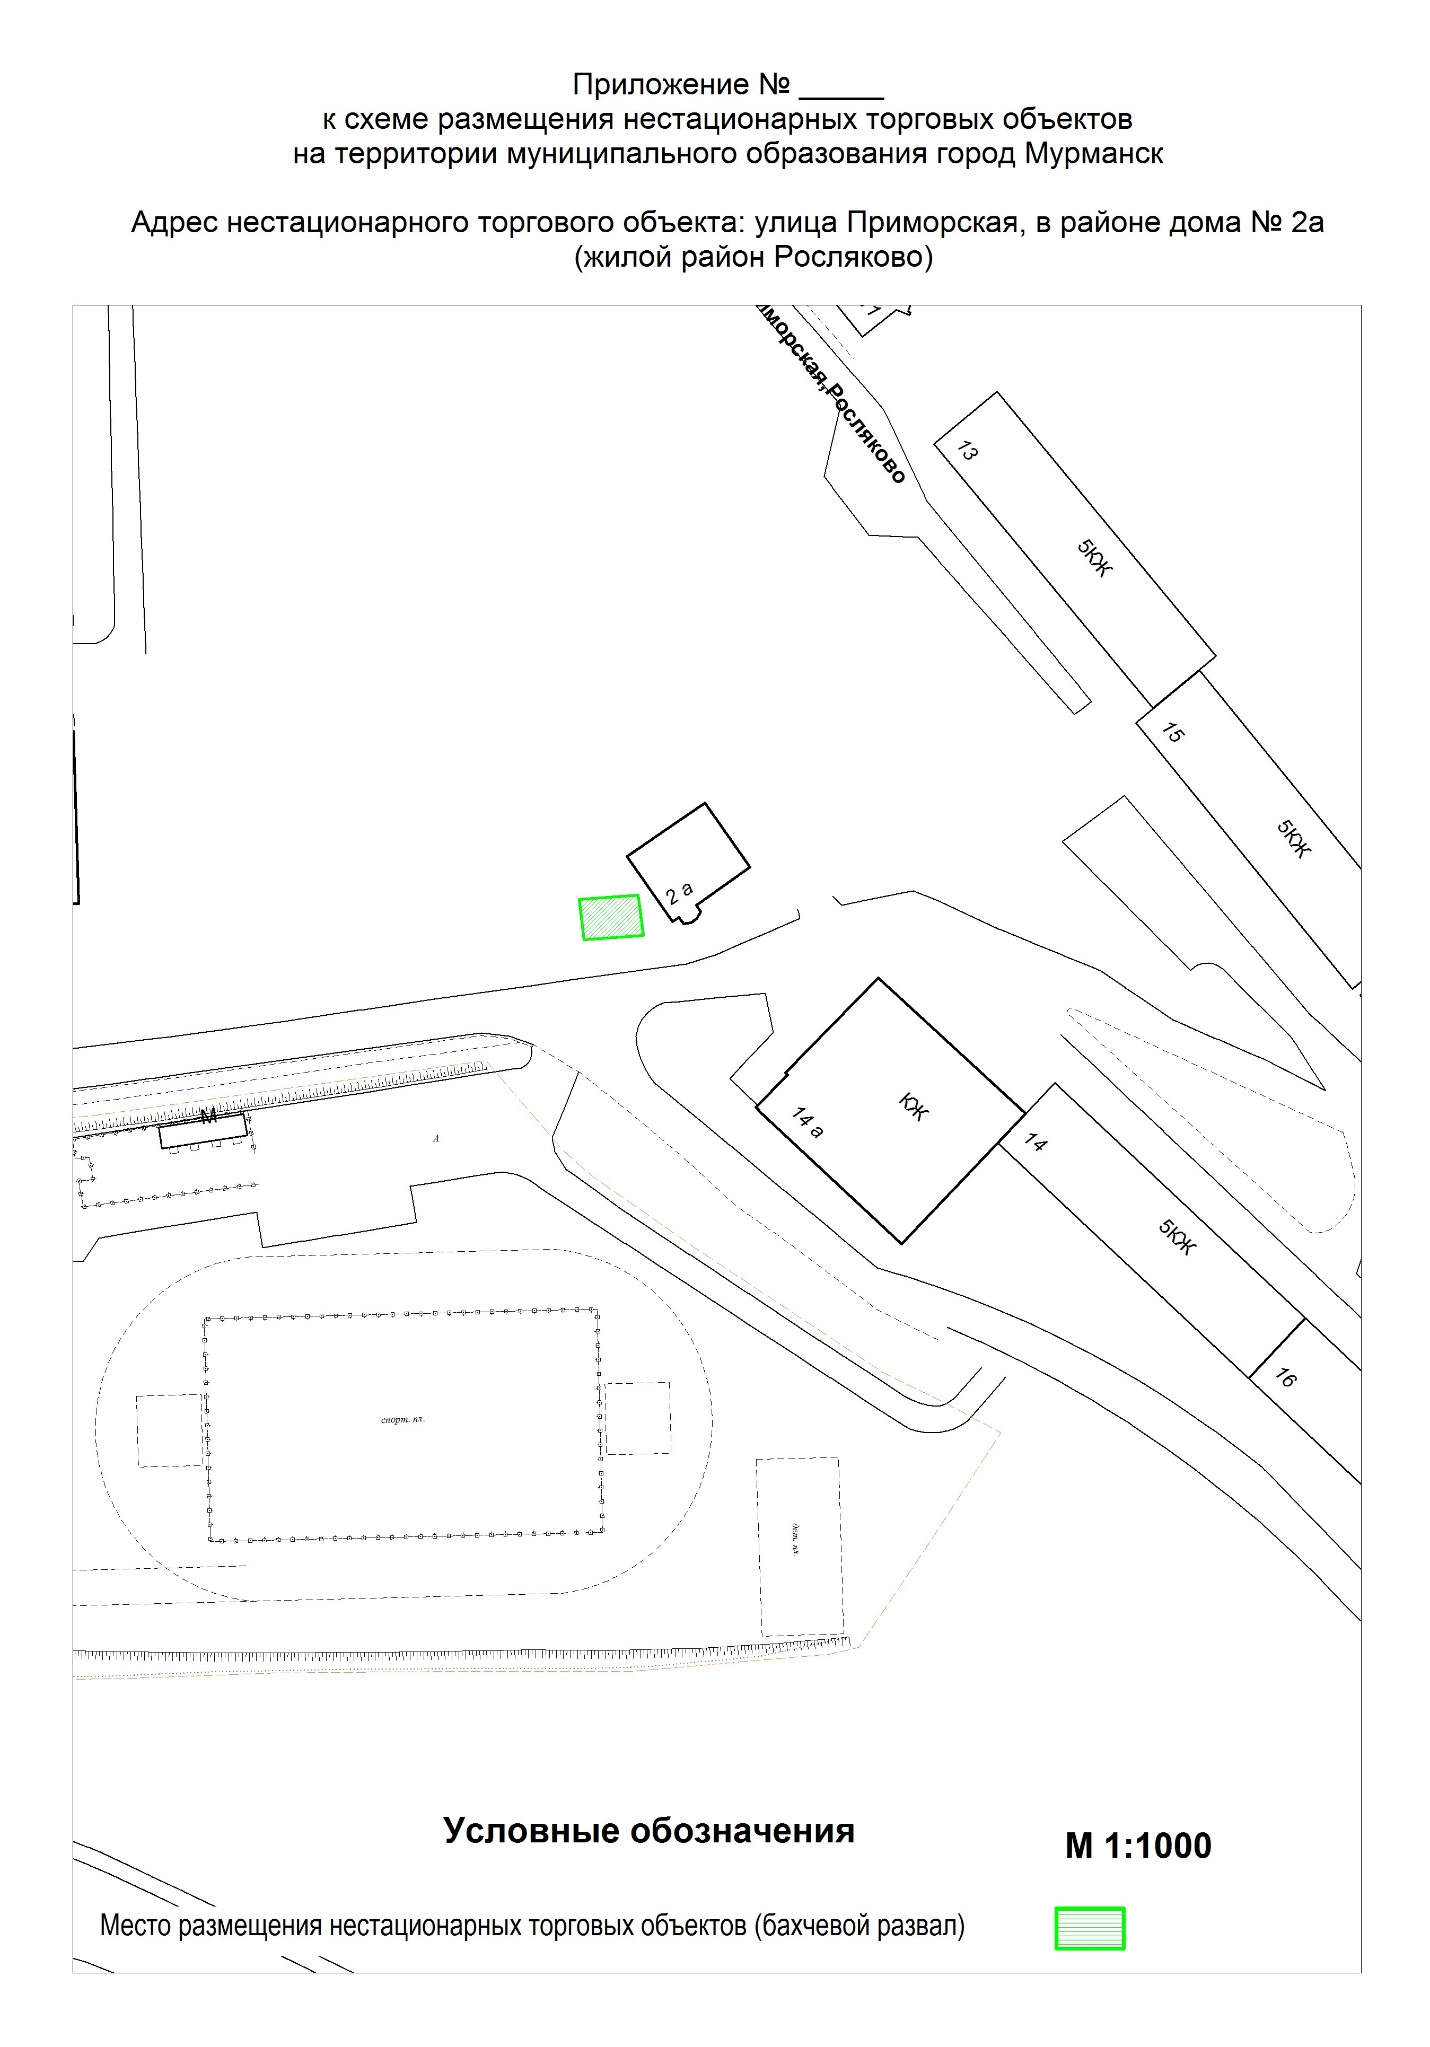 Приложение № _____
к схеме размещения нестационарных торговых объектов
на территории муниципального образования город Мурманск
Адрес нестационарного торгового объекта: улица Приморская, в районе дома № 2а
(жилой район Росляково)
иморская,Росляково
13
5КЖ
15
5КЖ
2 а
14 а
КЖ
14
5КЖ
16
М
А
спорт. пл.
дет. пл.
Условные обозначения
М 1:1000
Место размещения нестационарных торговых объектов (бахчевой развал)